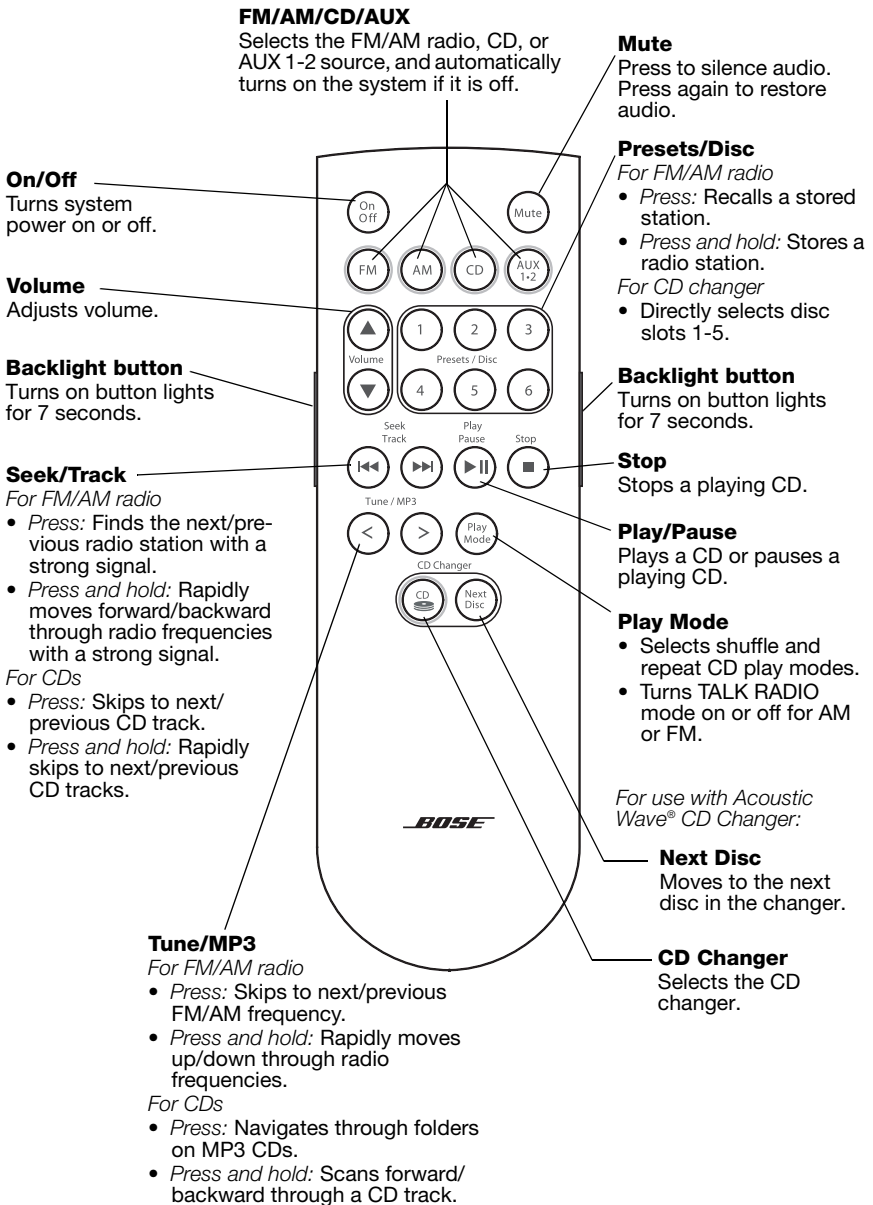 FM/AM/CD/AUX
Selects the FM/AM radio, CD, or
AUX 1-2 source, and automatically
turns on the system if it is off.
Mute
Press to silence audio.
Press again to restore
audio.
On/Off
Turns system
power on or off.
Volume
Adjusts volume.
Backlight button
Turns on button lights
for 7 seconds.
Seek/Track
For FM/AM radio
• Press: Finds the next/pre-
vious radio station with a
strong signal.
• Press and hold: Rapidly
moves forward/backward
through radio frequencies
with a strong signal.
For CDs
• Press: Skips to next/
previous CD track.
• Press and hold: Rapidly
skips to next/previous
CD tracks.
On
Off
Mute
FM
AM
CD
AUX
1•2
Volume
1
2
3
Presets / Disc
4
5
6
Seek
Track
Play
Pause
Stop
Tune / MP3
<
>
Play
Mode
CD Changer
CD
Next
Disc
BOSE
Presets/Disc
For FM/AM radio
• Press: Recalls a stored
station.
• Press and hold: Stores a
radio station.
For CD changer
• Directly selects disc
slots 1-5.
Backlight button
Turns on button lights
for 7 seconds.
Stop
Stops a playing CD.
Play/Pause
Plays a CD or pauses a
playing CD.
Play Mode
• Selects shuffle and
repeat CD play modes.
• Turns TALK RADIO
mode on or off for AM
or FM.
For use with Acoustic
Wave® CD Changer:
Next Disc
Moves to the next
disc in the changer.
CD Changer
Selects the CD
changer.
Tune/MP3
For FM/AM radio
• Press: Skips to next/previous
FM/AM frequency.
• Press and hold: Rapidly moves
up/down through radio
frequencies.
For CDs
• Press: Navigates through folders
on MP3 CDs.
• Press and hold: Scans forward/
backward through a CD track.